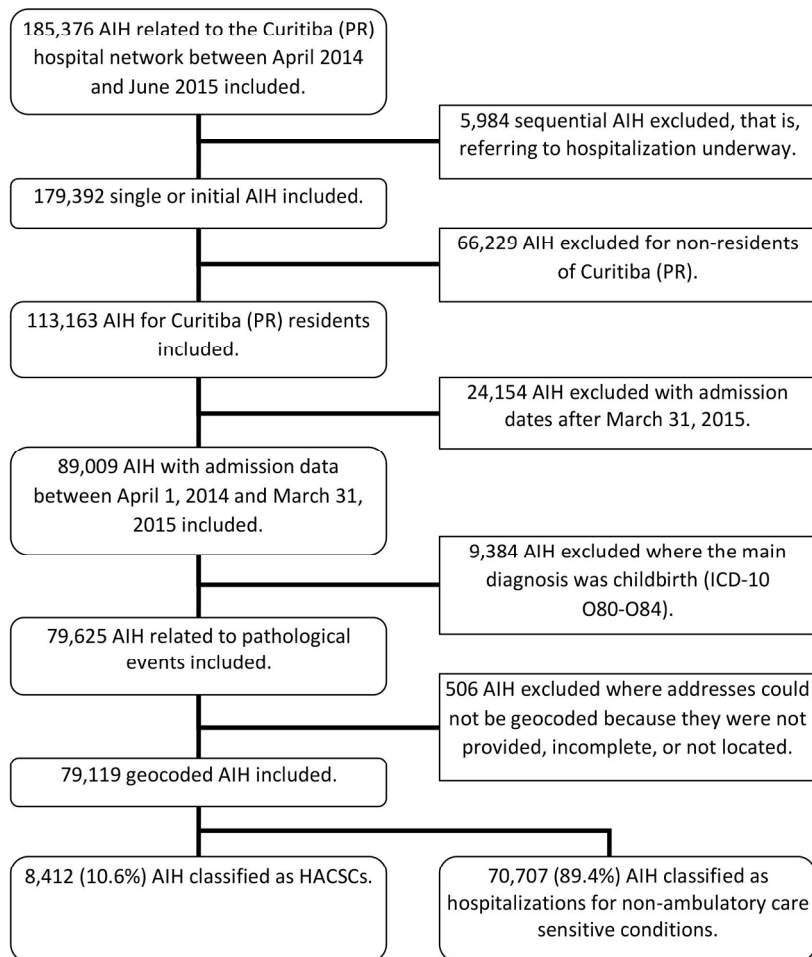 185,376 AIH related to the Curitiba (PR)
hospital network between April 2014
and June 2015 included.
5,984 sequential AIH excluded, that is,
referring to hospitalization underway.
179,392 single or initial AIH included.
66,229 AIH excluded for non-residents
of Curitiba (PR).
113,163 AIH for Curitiba (PR) residents
included.
24,154 AIH excluded with admission
dates after March 31, 2015.
89,009 AIH with admission data
between April 1, 2014 and March 31,
2015 included.
9,384 AIH excluded where the main
diagnosis was childbirth (ICD-10
O80-O84).
79,625 AIH related to pathological
events included.
506 AIH excluded where addresses could
not be geocoded because they were not
provided, incomplete, or not located.
79,119 geocoded AIH included.
8,412 (10.6%) AIH classified as HACSCs.
70,707 (89.4%) AIH classified as
hospitalizations for non-ambulatory care
sensitive conditions.